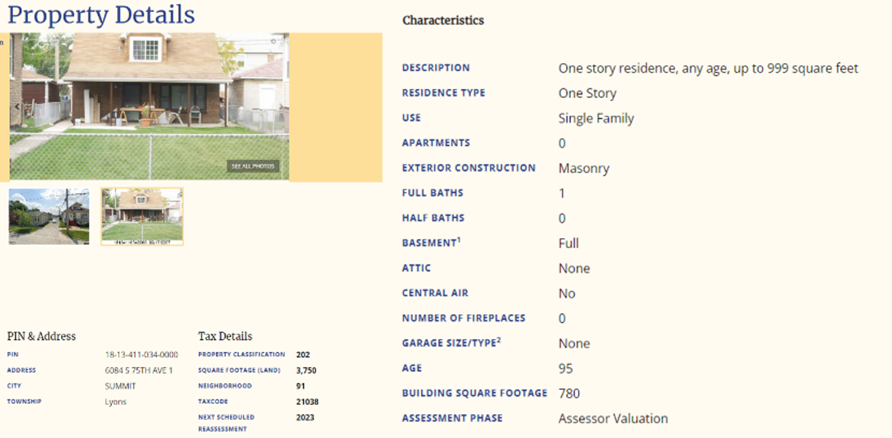 Property Details
SEE ALL PHOTOS
PIN & Address
PIN 18-13-411-034-0000
ADDRESS 6084 S 75TH AVE 1
CITY SUMMIT
TOWNSHIP Lyons
Tax Details
PROPERTY CLASSIFICATION 202
SQUARE FOOTAGE (LAND) 3,750
NEIGHBORHOOD 91
TAXCODE 21038
NEXT SCHEDULED 2023
REASSESSMENT
Characteristics
DESCRIPTION One story residence, any age, up to 999 square feet
RESIDENCE TYPE One Story
USE Single Family
APARTMENTS 0
EXTERIOR CONSTRUCTION Masonry
FULL BATHS 1
HALF BATHS 0
BASEMENT¹ Full
ATTIC None
CENTRAL AIR No
NUMBER OF FIREPLACES 0
GARAGE SIZE/TYPE² None
AGE 95
BUILDING SQUARE FOOTAGE 780
ASSESSMENT PHASE Assessor Valuation